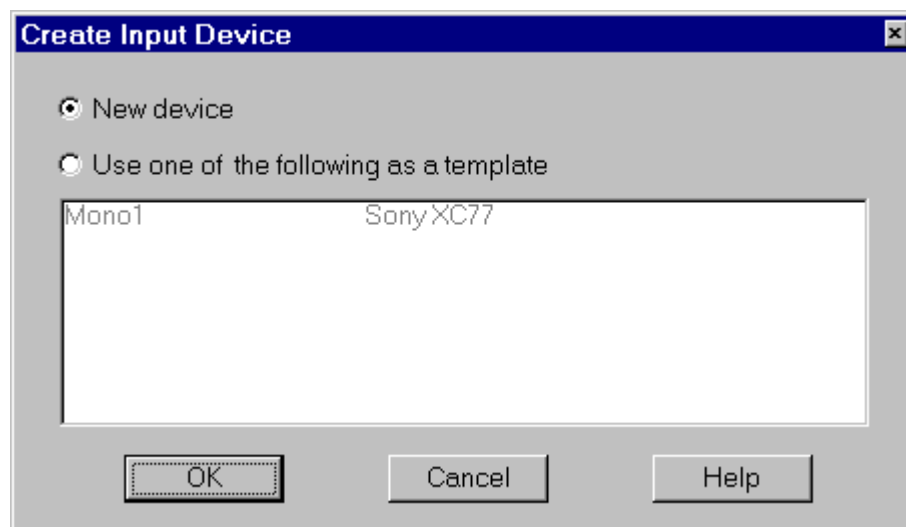 Create Input Device
New device
Use one of the following as a template
Mono1 Sony XC77
OK Cancel Help